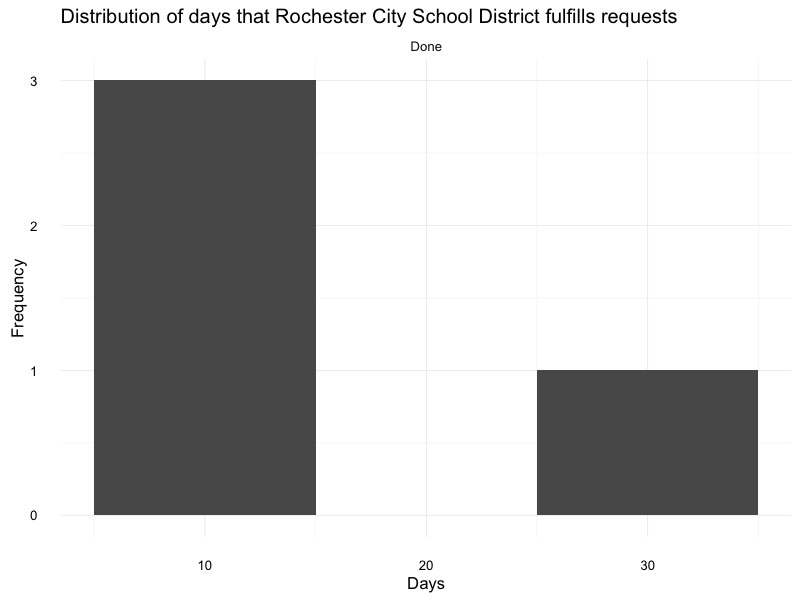 Distribution of days that Rochester City School District fulfills requests
Done
3
2
1
0
Frequency
10 20 30
Days